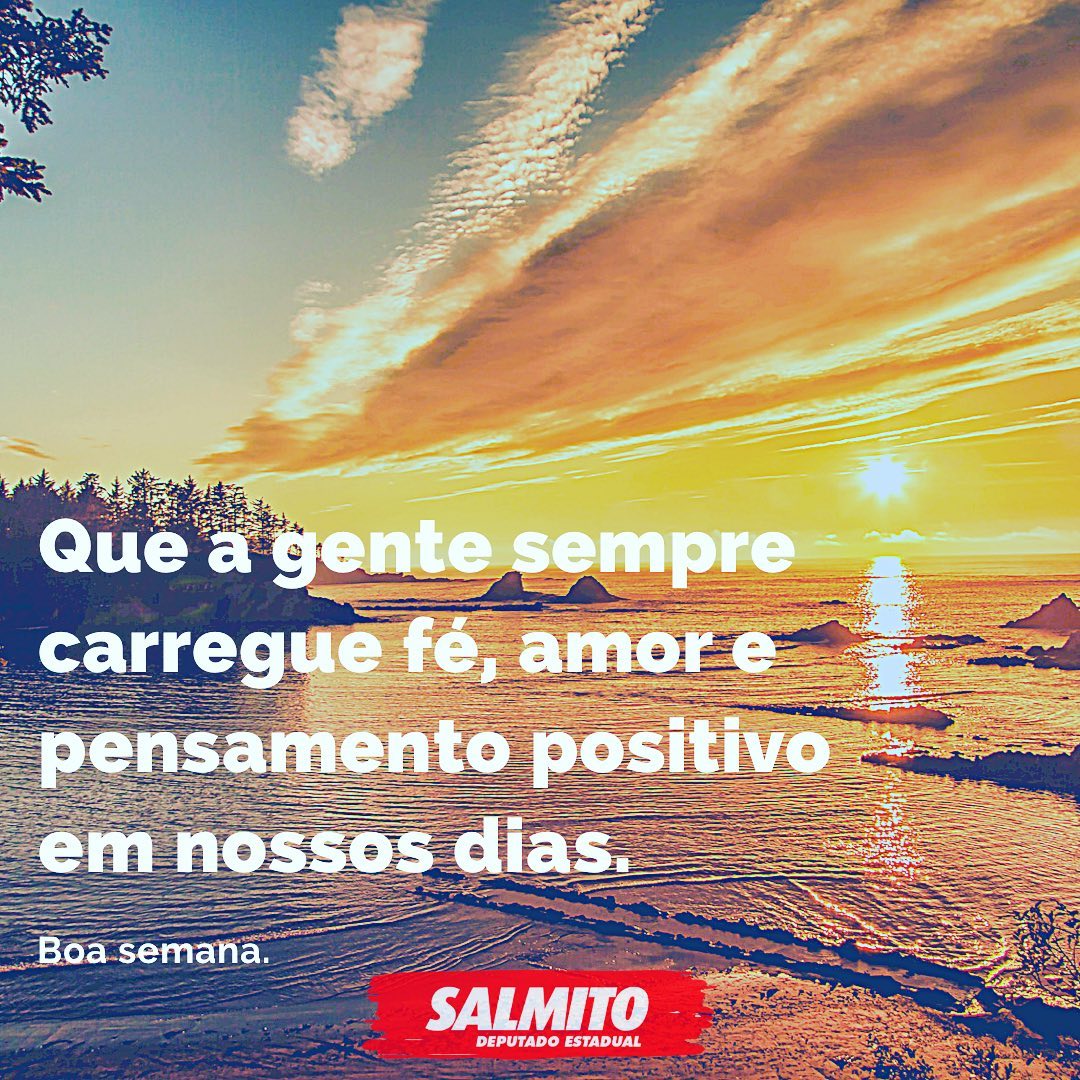 Que a gente sempre
carregue fé, amor e
pensamento positivo
em nossos dias.
Boa semana.
SALMITO
DEPUTADO ESTADUAL